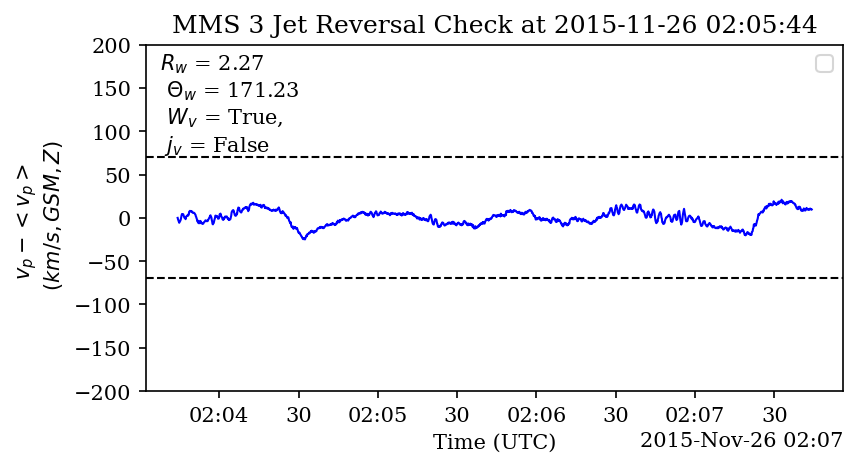 MMS 3 Jet Reversal Check at 2015-11-26 02:05:44
200
150
100
50
0
−50
−100
−150
−200
v_p − < v_p >
(km/s, GSM, Z)
R_w = 2.27
Θ_w = 171.23
W_v = True,
j_v = False
02:04 30 02:05 30 02:06 30 02:07 30
Time (UTC)
2015-Nov-26 02:07